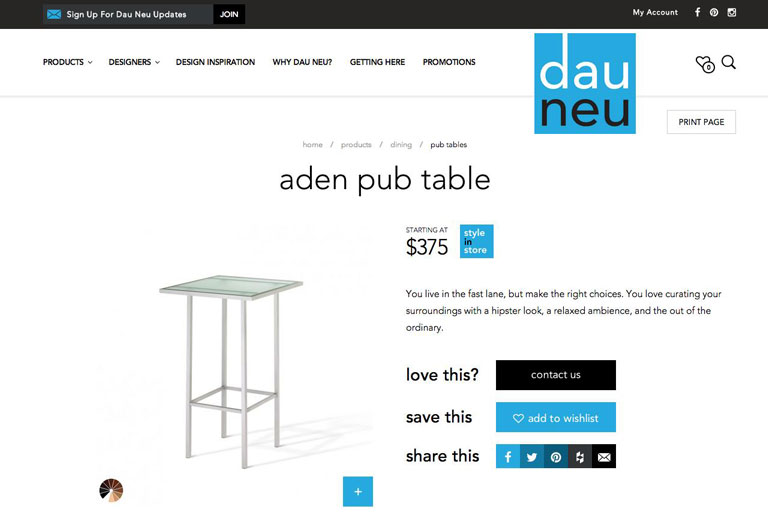 Sign Up For Dau Neu Updates JOIN
My Account
PRODUCTS DESIGNERS DESIGN INSPIRATION WHY DAU NEU? GETTING HERE PROMOTIONS
dau
neu
0
PRINT PAGE
home / products / dining / pub tables
aden pub table
STARTING AT
$375
style
in
store
You live in the fast lane, but make the right choices. You love curating your
surroundings with a hipster look, a relaxed ambience, and the out of the
ordinary.
love this? contact us
save this add to wishlist
share this
+